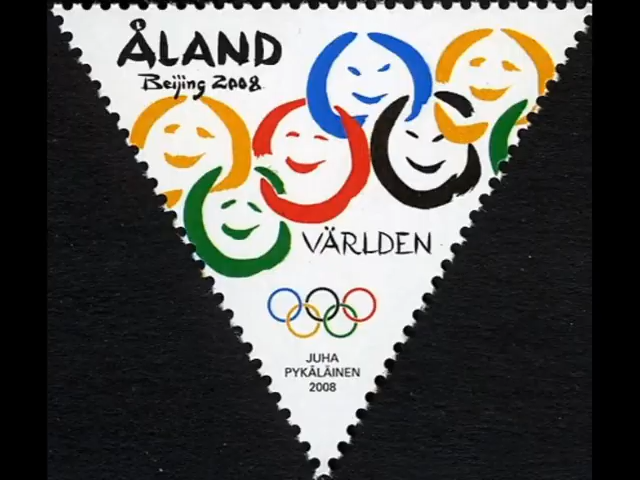 ÅLAND
Beijing 2008
VÄRLDEN
JUHA
PYKÄLÄINEN
2008